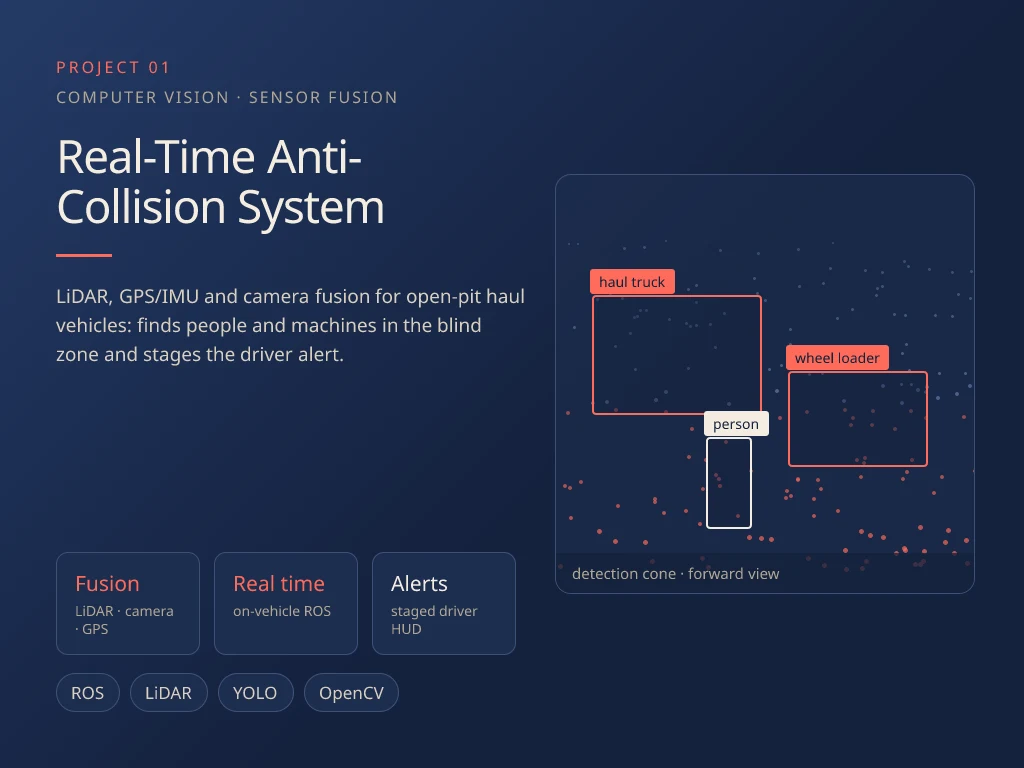 PROJECT 01
COMPUTER VISION · SENSOR FUSION
Real-Time Anti-
Collision System
LiDAR, GPS/IMU and camera fusion for open-pit haul
vehicles: finds people and machines in the blind
zone and stages the driver alert.
haul truck
wheel loader
person
detection cone · forward view
Fusion
LiDAR · camera
· GPS
Real time
on-vehicle ROS
Alerts
staged driver
HUD
ROS
LiDAR
YOLO
OpenCV